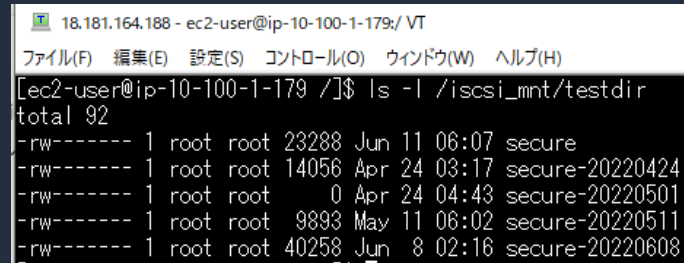 18.181.164.188 - ec2-user@ip-10-100-1-179:/ VT
ファイル(F) 編集(E) 設定(S) コントロール(O) ウィンドウ(W) ヘルプ(H)
[ec2-user@ip-10-100-1-179 /]$ ls -l /iscsi_mnt/testdir
total 92
-rw------- 1 root root 23288 Jun 11 06:07 secure
-rw------- 1 root root 14056 Apr 24 03:17 secure-20220424
-rw------- 1 root root 0 Apr 24 04:43 secure-20220501
-rw------- 1 root root 9893 May 11 06:02 secure-20220511
-rw------- 1 root root 40258 Jun 8 02:16 secure-20220608